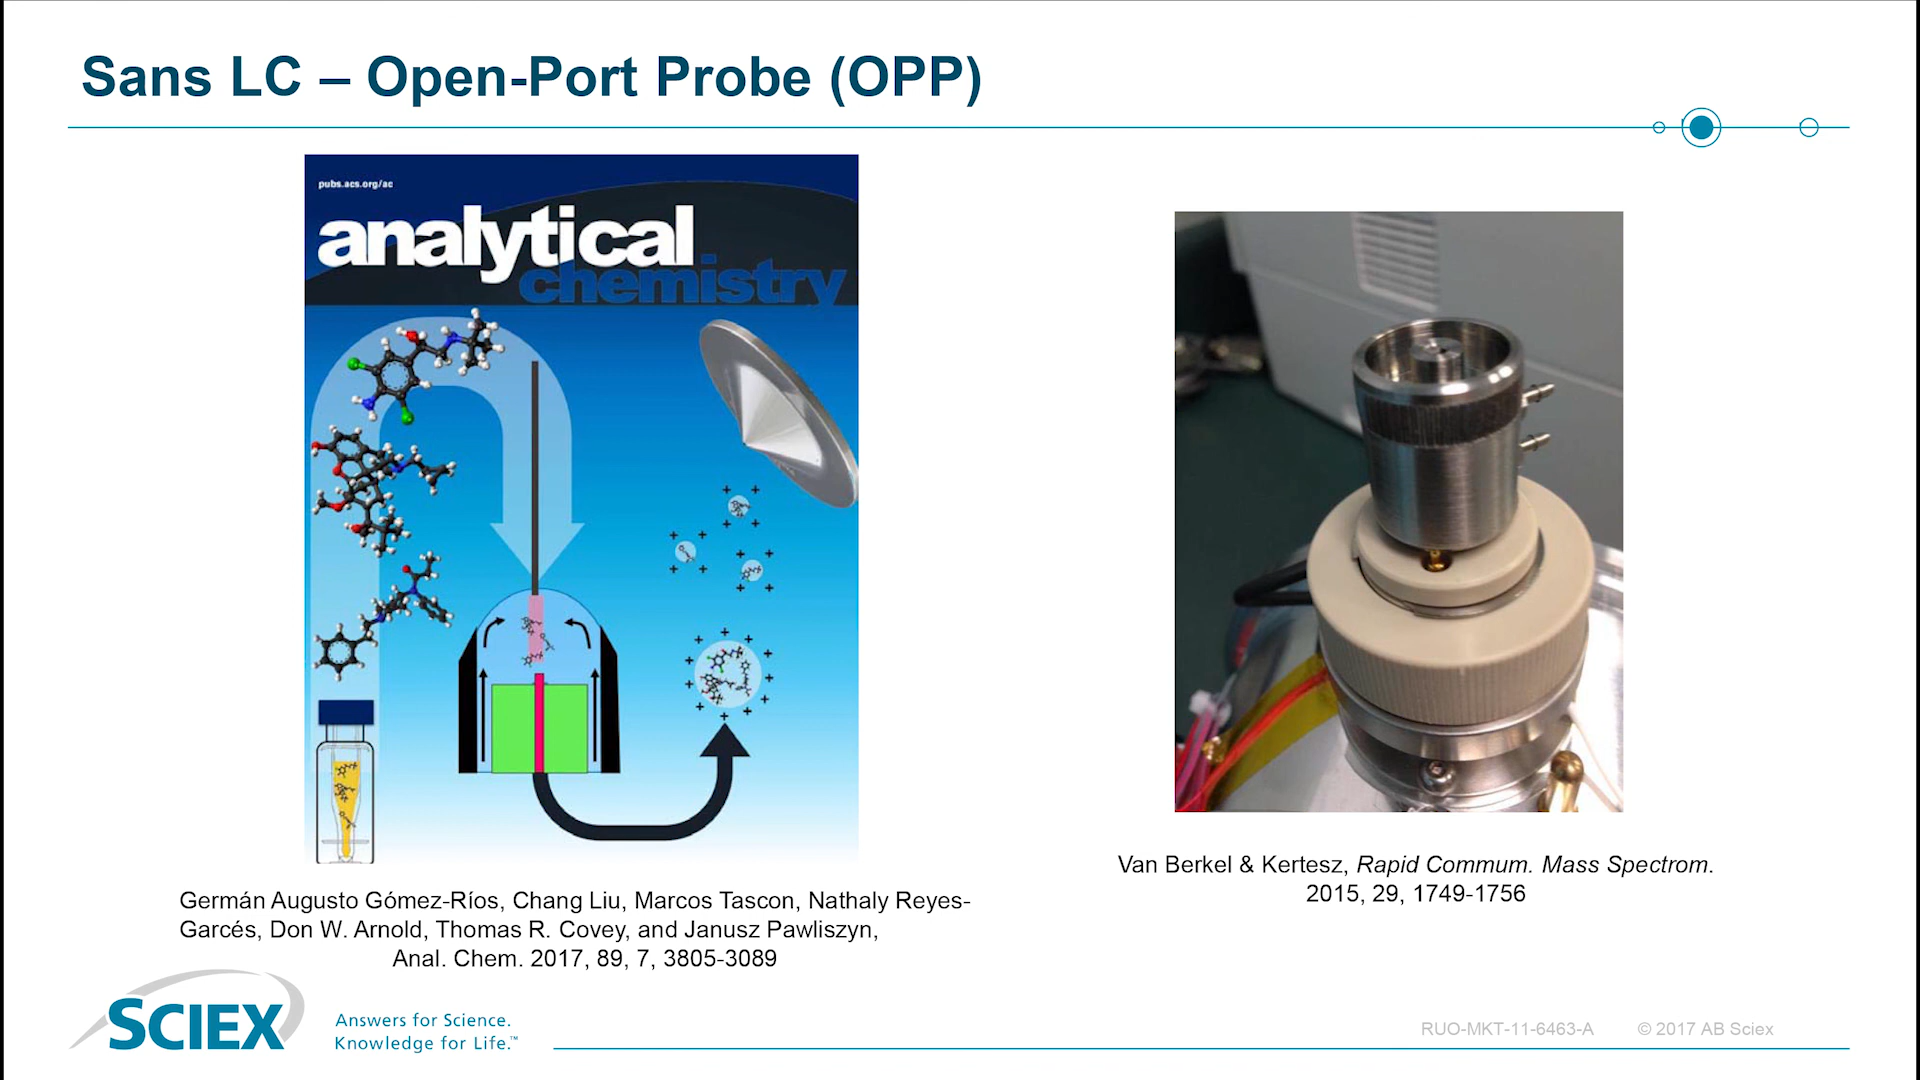 Sans LC – Open-Port Probe (OPP)
pubs.acs.org/ac
analytical
chemistry
Germán Augusto Gómez-Ríos, Chang Liu, Marcos Tascon, Nathaly Reyes-
Garcés, Don W. Arnold, Thomas R. Covey, and Janusz Pawliszyn,
Anal. Chem. 2017, 89, 7, 3805-3089
Van Berkel & Kertesz, Rapid Commum. Mass Spectrom.
2015, 29, 1749-1756
SCIEX
Answers for Science.
Knowledge for Life.™
RUO-MKT-11-6463-A © 2017 AB Sciex